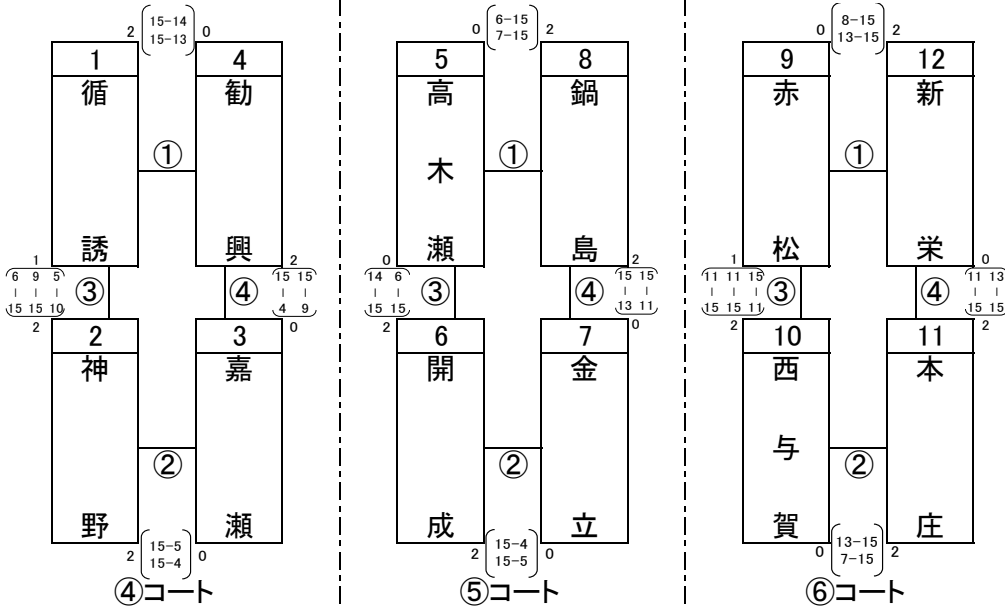 2 15-14 0
15-13
1 4
循誘 勧興
①
1 2
6 9 5 15 15
| | | | |
15 15 10 4 9
③ ④
2 0
2 3
神野 嘉瀬
②
2 15-5 0
15-4
④コート
0 6-15 2
7-15
5 8
高木瀬 鍋島
①
0 2
14 6 15 15
| | | |
15 15 13 11
③ ④
2 0
6 7
開成 金立
②
2 15-4 0
15-5
⑤コート
0 8-15 2
13-15
9 12
赤松 新栄
①
1 0
11 11 15 11 13
| | | | |
15 15 11 15 15
③ ④
2 2
10 11
西与賀 本庄
②
0 13-15 2
7-15
⑥コート